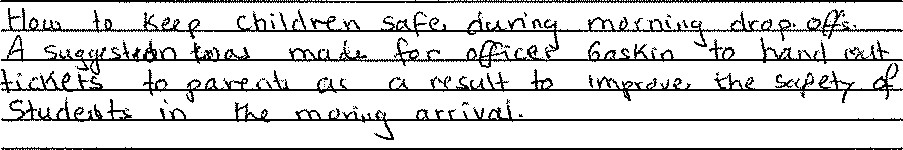 How to keep children safe, during morning drop. offs.
A suggestion was made for officer Gaskin to hand out
tickets to parents as a result to improve, the safety of
Students in the moring arrival.